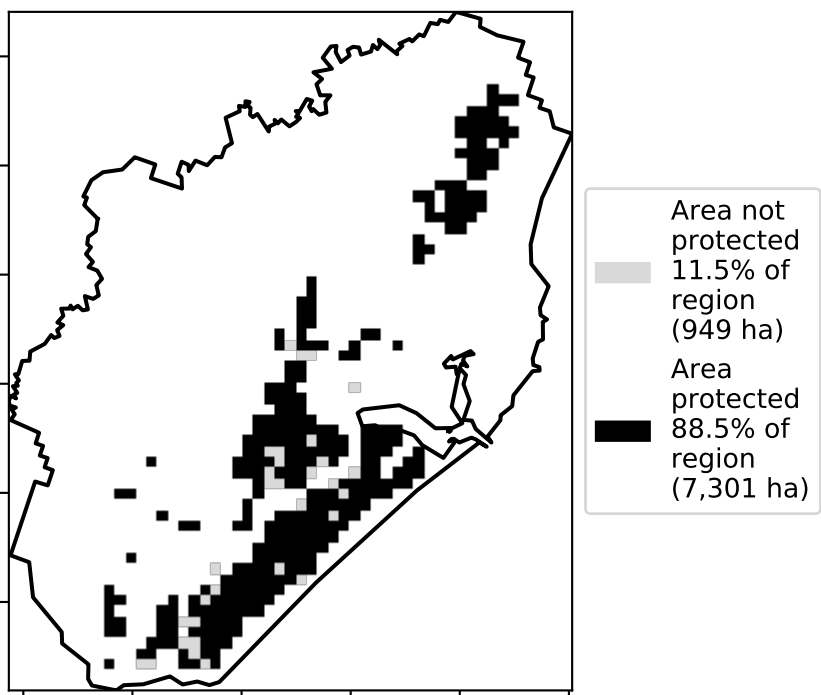 Area not
protected
11.5% of
region
(949 ha)
Area
protected
88.5% of
region
(7,301 ha)